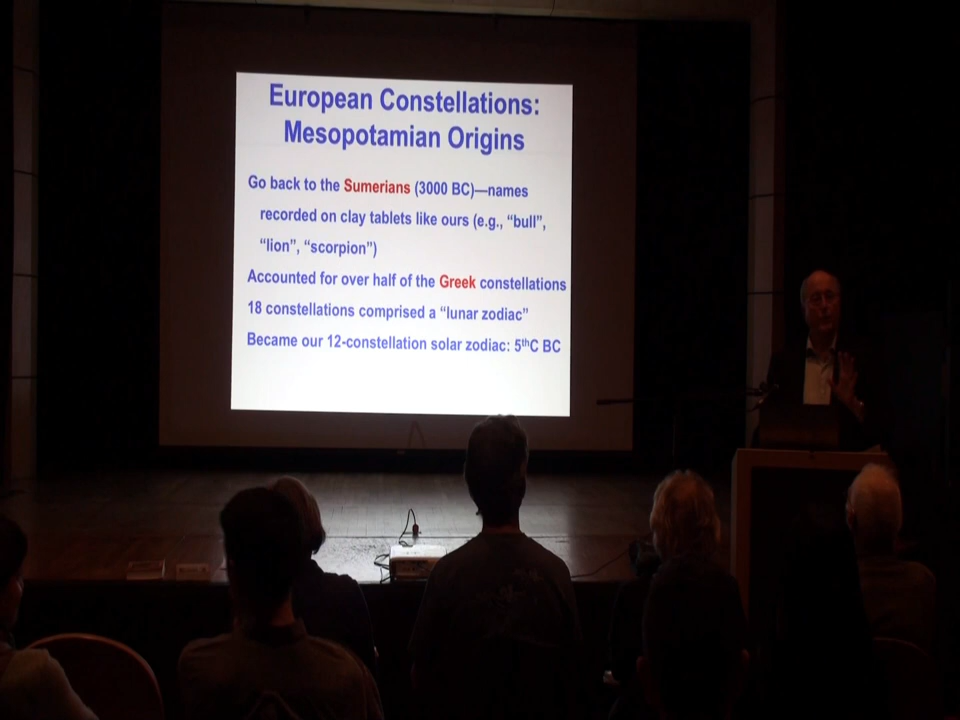 European Constellations:
Mesopotamian Origins
Go back to the Sumerians (3000 BC)—names
recorded on clay tablets like ours (e.g., “bull”,
“lion”, “scorpion”)
Accounted for over half of the Greek constellations
18 constellations comprised a “lunar zodiac”
Became our 12-constellation solar zodiac: 5thC BC